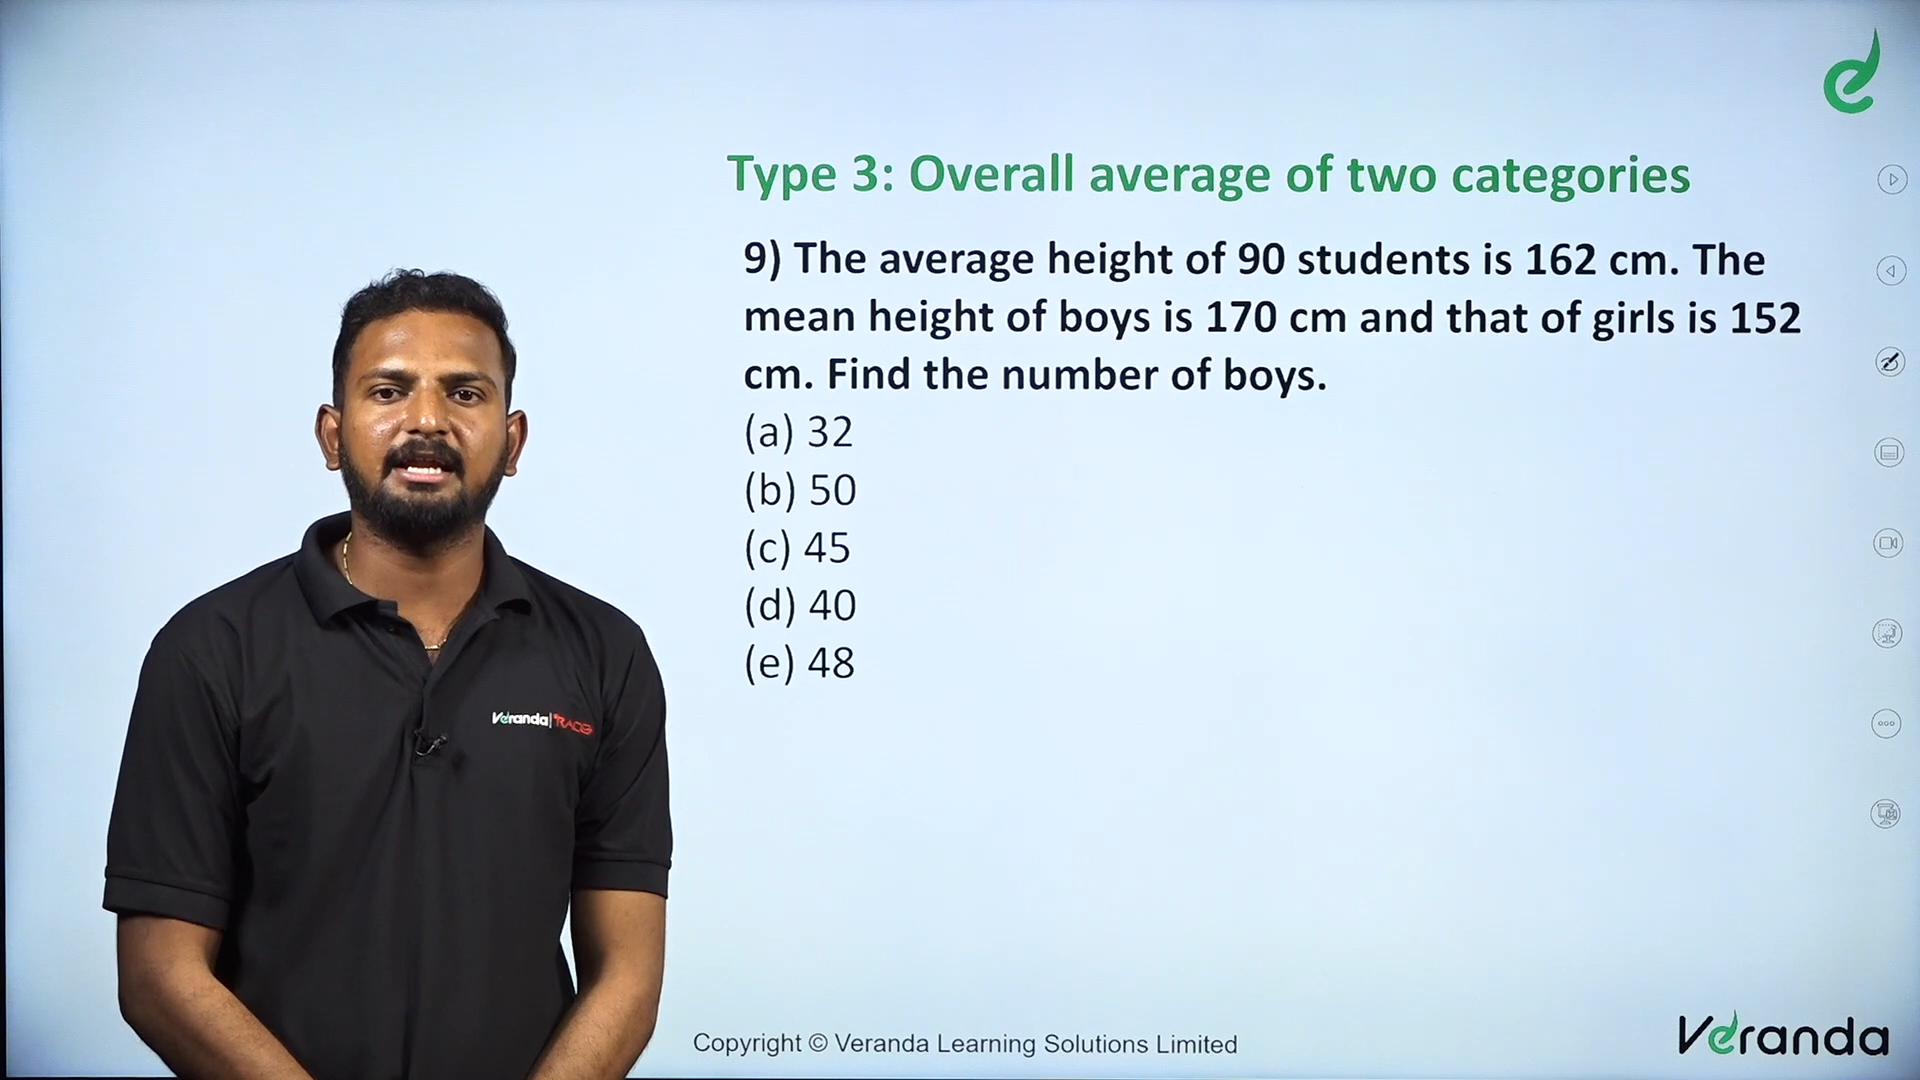 Type 3: Overall average of two categories
9) The average height of 90 students is 162 cm. The
mean height of boys is 170 cm and that of girls is 152
cm. Find the number of boys.
(a) 32
(b) 50
(c) 45
(d) 40
(e) 48
Veranda|RACE
Copyright © Veranda Learning Solutions Limited
Veranda